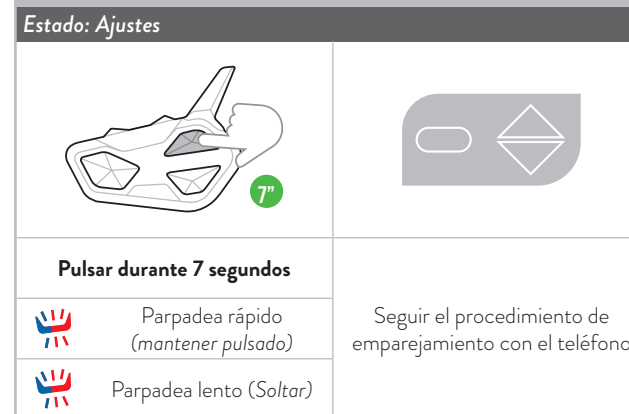 Estado: Ajustes
7”
Pulsar durante 7 segundos
Parpadea rápido
(mantener pulsado)
Parpadea lento (Soltar)
Seguir el procedimiento de
emparejamiento con el teléfono